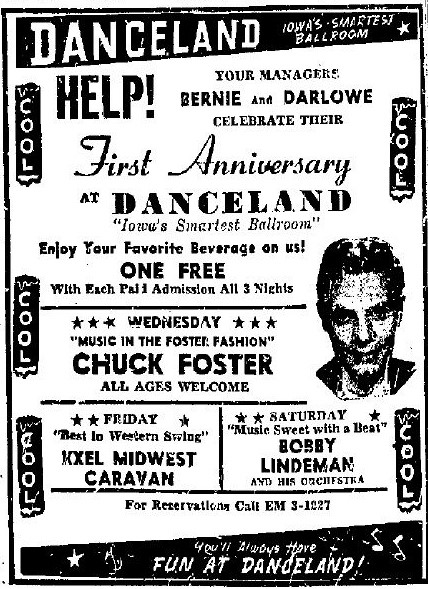 DANCELAND
IOWA'S SMARTEST
BALLROOM
HELP!
YOUR MANAGERS
BERNIE And DARLOWE
CELEBRATE THEIR
First Anniversary
AT DANCELAND
"Iowa's Smartest Ballroom"
Enjoy Your Favorite Beverage on us!
ONE FREE
With Each Paid Admission All 3 Nights
WEDNESDAY
"MUSIC IN THE FOSTER FASHION"
CHUCK FOSTER
ALL AGES WELCOME
FRIDAY
"Best in Western Swing"
KXEL MIDWEST
CARAVAN
SATURDAY
"Music Sweet with a Beat"
BOBBY
LINDEMAN
AND HIS ORCHESTRA
For Reservations Call EM 3-1227
You'll Always Have
FUN AT DANCELAND!
COOL
COOL
COOL
COOL
COOL